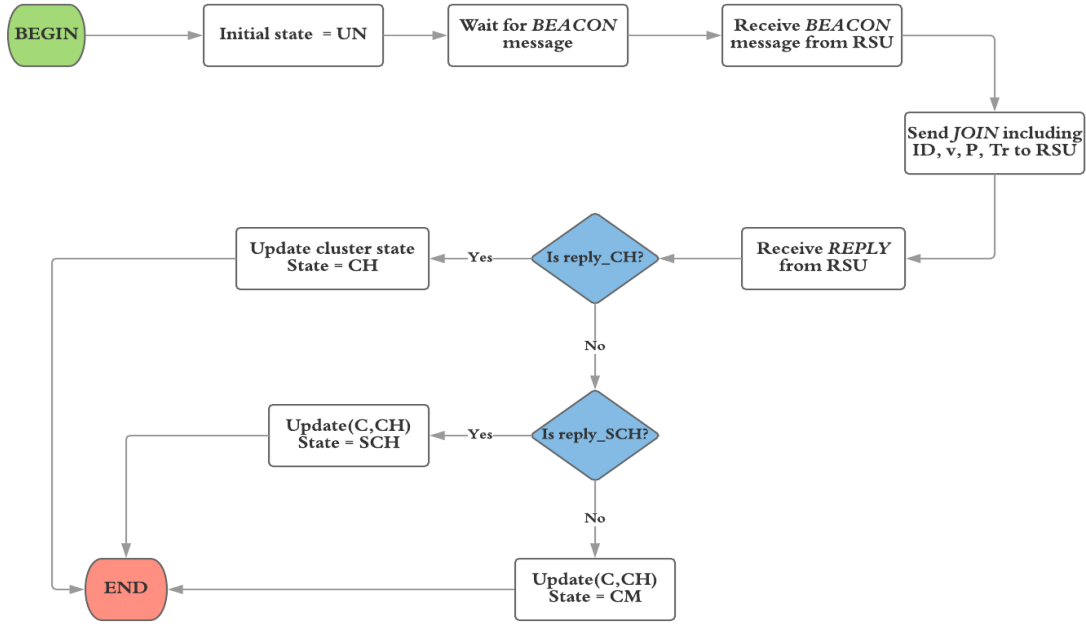 BEGIN
Initial state = UN
Wait for BEACON
message
Receive BEACON
message from RSU
Send JOIN including
ID, v, P, Tr to RSU
Receive REPLY
from RSU
Is reply_CH?
Yes
Update cluster state
State = CH
No
Is reply_SCH?
Yes
Update(C,CH)
State = SCH
No
Update(C,CH)
State = CM
END